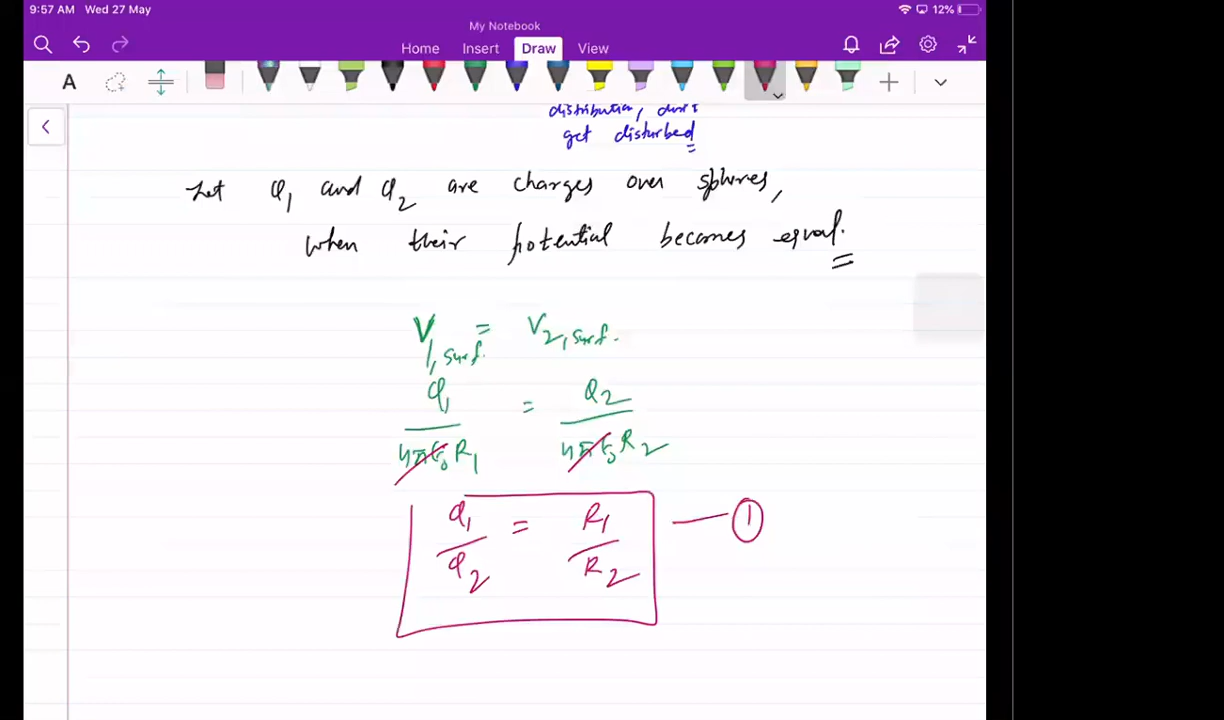 9:57 AM Wed 27 May
12%
My Notebook
Home Insert Draw View
A
distribution, don't
get disturbed
Let Q₁ and Q₂ are charges over spheres,
when their potential becomes equal.
V₁,surf. = V₂,surf.
Q₁/4πε₀R₁ = Q₂/4πε₀R₂
Q₁/Q₂ = R₁/R₂ — ①